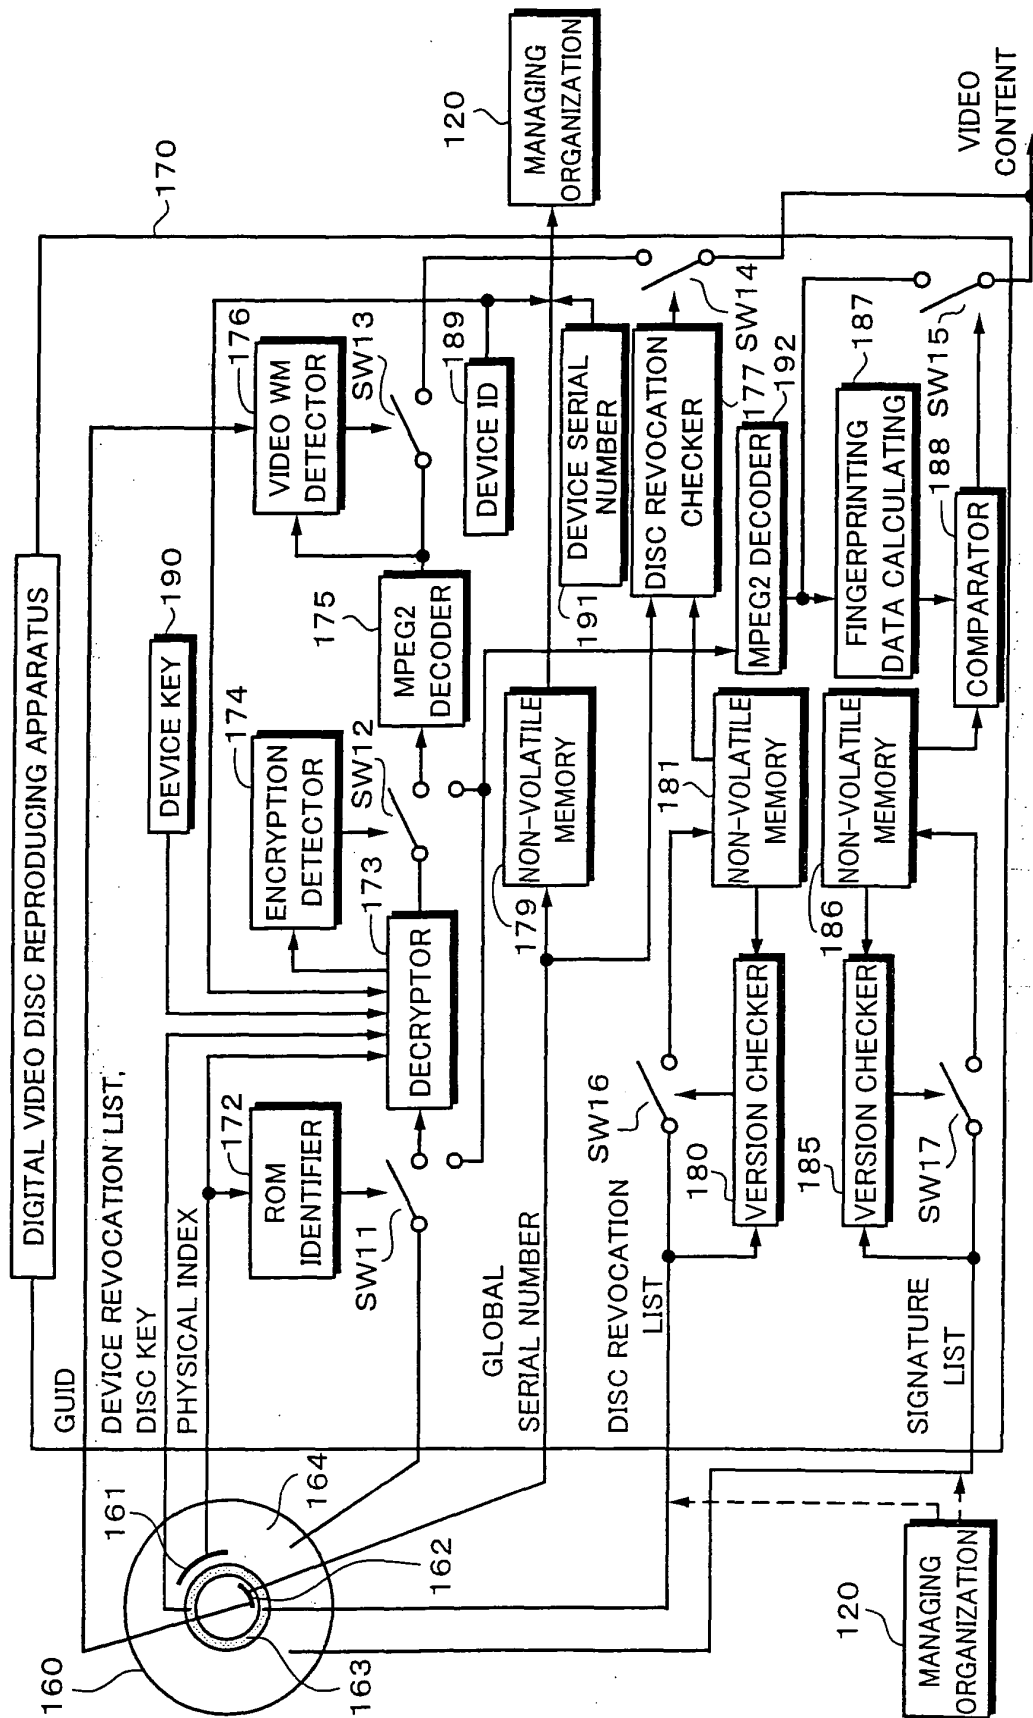 DIGITAL VIDEO DISC REPRODUCING APPARATUS
170
GUID
DEVICE REVOCATION LIST,
DISC KEY
PHYSICAL INDEX
160
161
164
162
163
172
ROM
IDENTIFIER
SW11
DEVICE KEY
190
174
ENCRYPTION
DETECTOR
173
DECRYPTOR
SW12
175
MPEG2
DECODER
176
VIDEO WM
DETECTOR
SW13
189
DEVICE ID
120
MANAGING
ORGANIZATION
GLOBAL
SERIAL NUMBER
179
NON-VOLATILE
MEMORY
DEVICE SERIAL
NUMBER
191
DISC REVOCATION
CHECKER
177
SW14
DISC REVOCATION
LIST
SW16
180
VERSION CHECKER
181
NON-VOLATILE
MEMORY
MPEG2 DECODER
192
FINGERPRINTING
DATA CALCULATING
187
SIGNATURE
LIST
185
VERSION CHECKER
SW17
186
NON-VOLATILE
MEMORY
COMPARATOR
188
SW15
VIDEO
CONTENT
120
MANAGING
ORGANIZATION